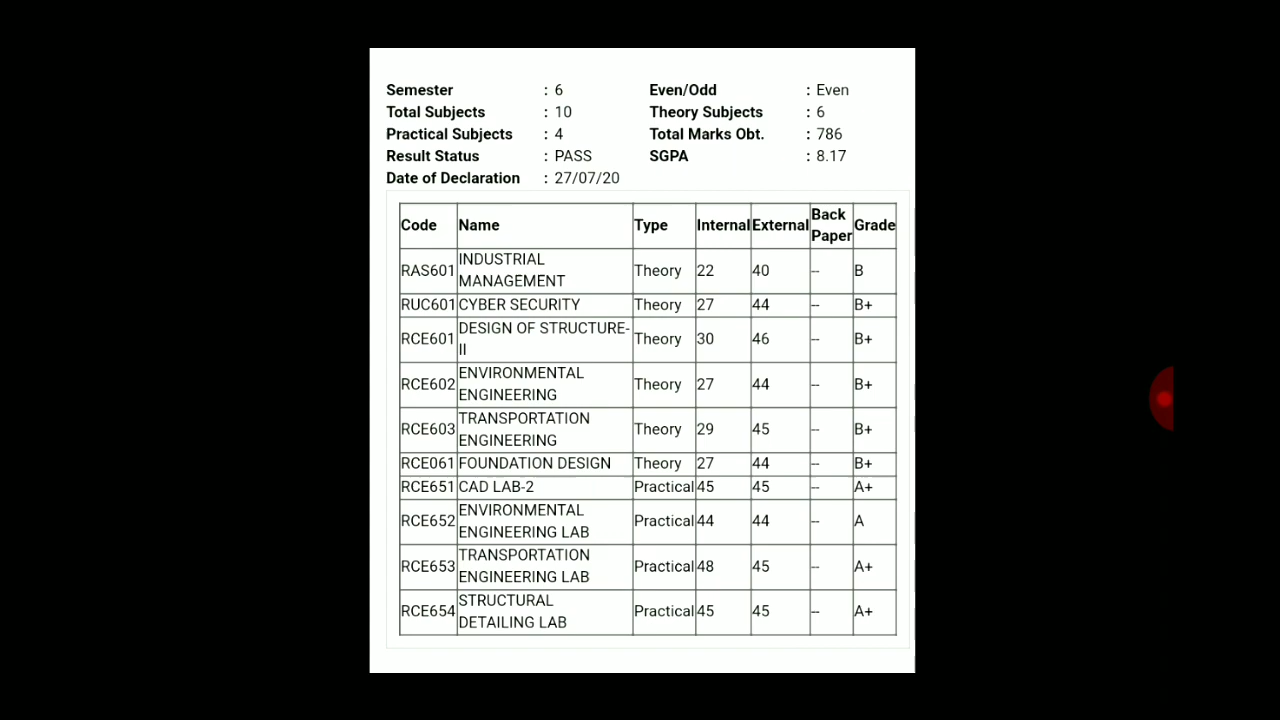 Semester : 6 Even/Odd : Even
Total Subjects : 10 Theory Subjects : 6
Practical Subjects : 4 Total Marks Obt. : 786
Result Status : PASS SGPA : 8.17
Date of Declaration : 27/07/20
Code Name Type Internal External Back Paper Grade
RAS601 INDUSTRIAL MANAGEMENT Theory 22 40 -- B
RUC601 CYBER SECURITY Theory 27 44 -- B+
RCE601 DESIGN OF STRUCTURE-II Theory 30 46 -- B+
RCE602 ENVIRONMENTAL ENGINEERING Theory 27 44 -- B+
RCE603 TRANSPORTATION ENGINEERING Theory 29 45 -- B+
RCE061 FOUNDATION DESIGN Theory 27 44 -- B+
RCE651 CAD LAB-2 Practical 45 45 -- A+
RCE652 ENVIRONMENTAL ENGINEERING LAB Practical 44 44 -- A
RCE653 TRANSPORTATION ENGINEERING LAB Practical 48 45 -- A+
RCE654 STRUCTURAL DETAILING LAB Practical 45 45 -- A+